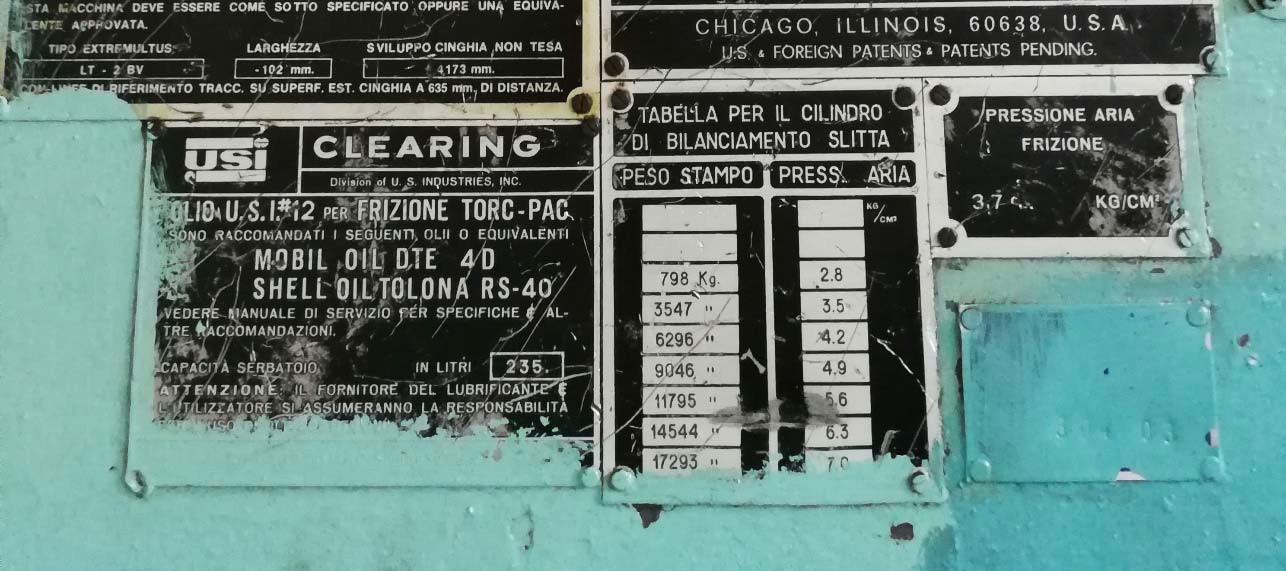 STA MACCHINA DEVE ESSERE COME SOTTO SPECIFICATO OPPURE UNA EQUIVA-
LENTE APPROVATA.
TIPO EXTREMULTUS
LARGHEZZA
SVILUPPO CINGHIA NON TESA
LT - 2 BV
102 mm.
4173 mm.
DI RIFERIMENTO TRACC. SU SUPERF. EST. CINGHIA A 635 mm. DI DISTANZA.
CHICAGO, ILLINOIS, 60638, U.S.A.
U.S. & FOREIGN PATENTS & PATENTS PENDING.
USI
CLEARING
Division of U. S. INDUSTRIES, INC.
OLIO U.S.I.#12 PER FRIZIONE TORC-PAC
SONO RACCOMANDATI I SEGUENTI OLII O EQUIVALENTI
MOBIL OIL DTE 4D
SHELL OIL TOLONA RS-40
VEDERE MANUALE DI SERVIZIO PER SPECIFICHE E AL-
TRE RACCOMANDAZIONI.
CAPACITÀ SERBATOIO IN LITRI 235.
ATTENZIONE: IL FORNITORE DEL LUBRIFICANTE E
L'UTILIZZATORE SI ASSUMERANNO LA RESPONSABILITÀ
TABELLA PER IL CILINDRO
DI BILANCIAMENTO SLITTA
PESO STAMPO PRESS. ARIA
KG/CM²
798 Kg. 2.8
3547 " 3.5
6296 " 4.2
9046 " 4.9
11795 " 5.6
14544 " 6.3
17293 " 7.0
PRESSIONE ARIA
FRIZIONE
3,7 KG/CM²